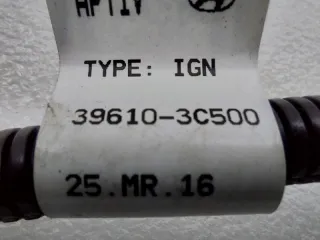 APTIV
TYPE: IGN
39610-3C500
25.MR.16